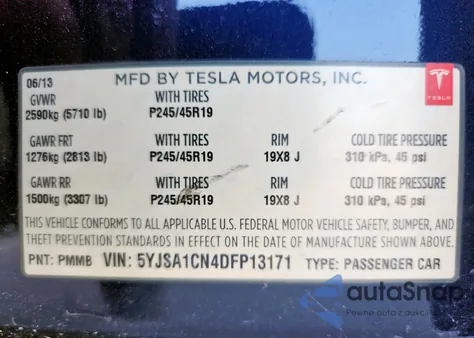 06/13 MFD BY TESLA MOTORS, INC.
GVWR WITH TIRES
2590kg (5710 lb) P245/45R19
TESLA
GAWR FRT WITH TIRES RIM COLD TIRE PRESSURE
1276kg (2813 lb) P245/45R19 19X8 J 310 kPa, 45 psi
GAWR RR WITH TIRES RIM COLD TIRE PRESSURE
1500kg (3307 lb) P245/45R19 19X8 J 310 kPa, 45 psi
THIS VEHICLE CONFORMS TO ALL APPLICABLE U.S. FEDERAL MOTOR VEHICLE SAFETY, BUMPER, AND
THEFT PREVENTION STANDARDS IN EFFECT ON THE DATE OF MANUFACTURE SHOWN ABOVE.
PNT: PMMB VIN: 5YJSA1CN4DFP13171 TYPE: PASSENGER CAR
autoSnap
Pewne auta z aukcji